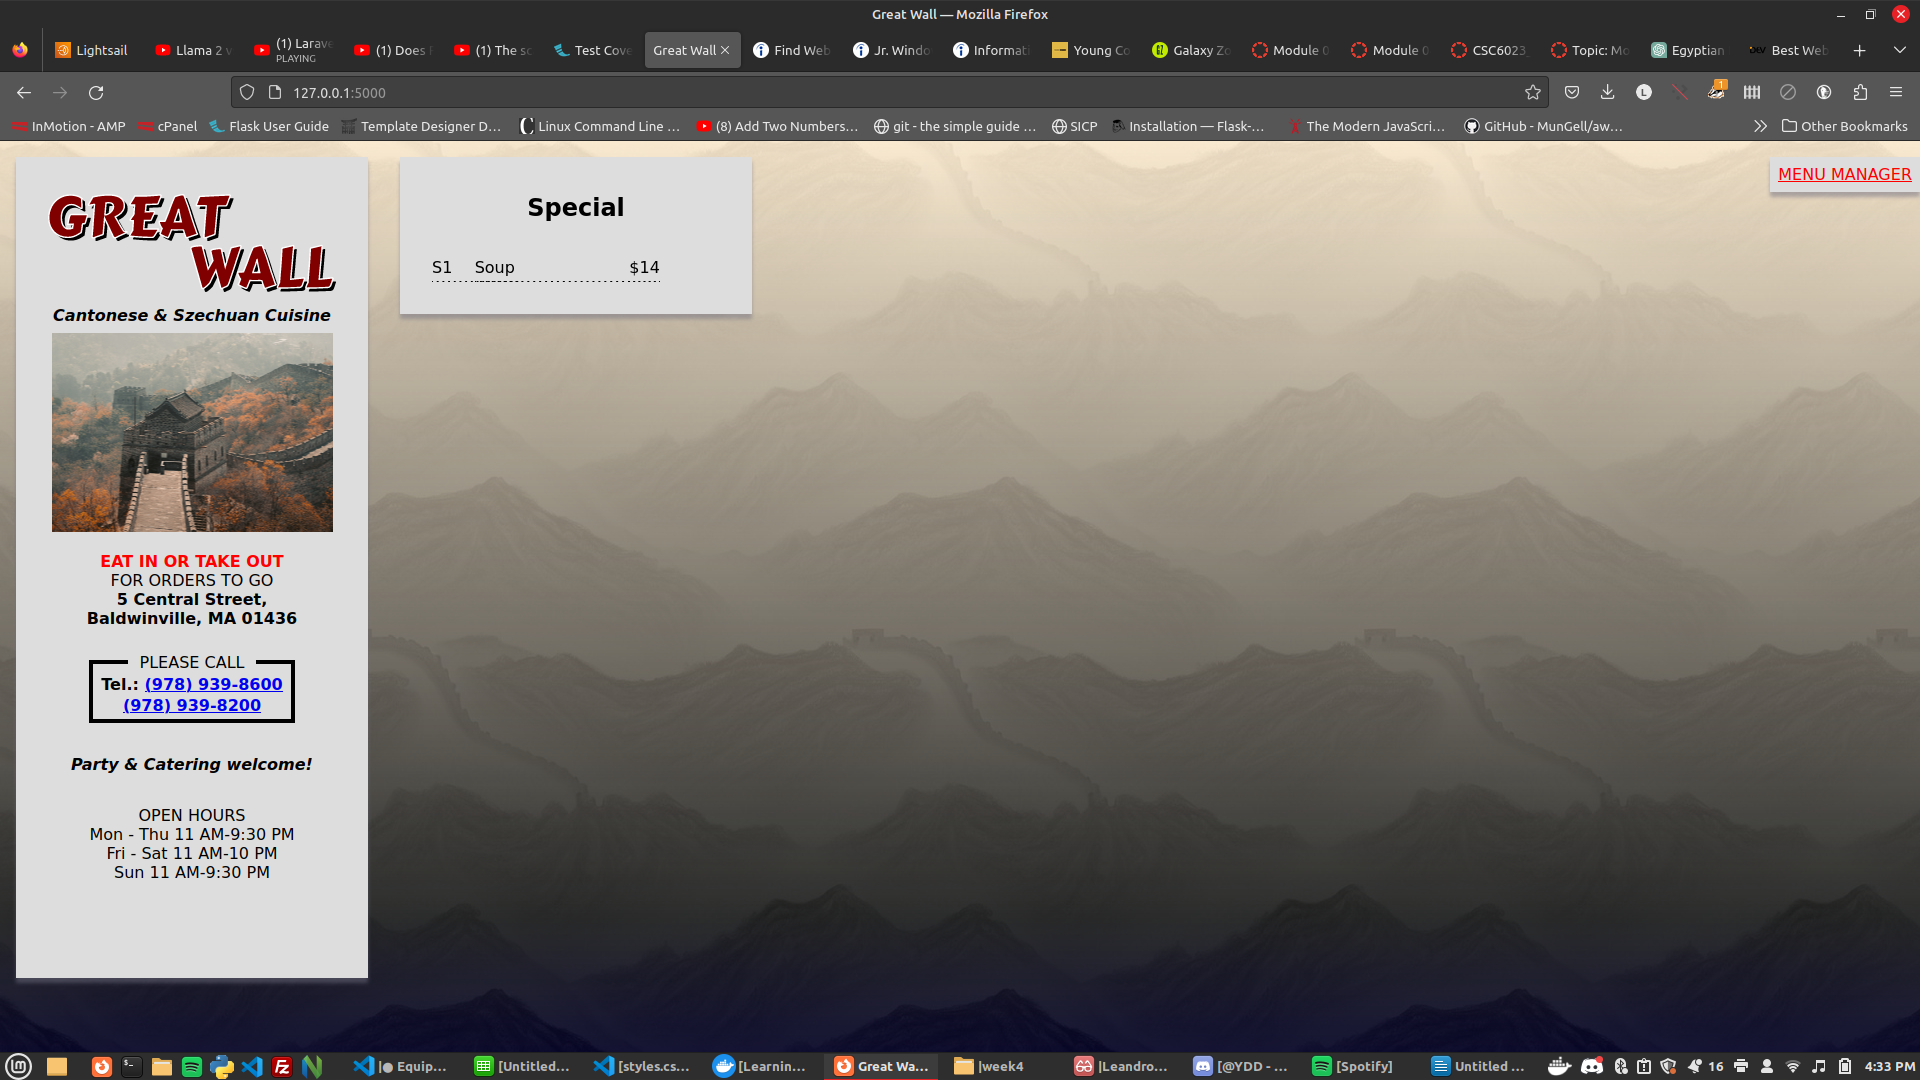 Great Wall — Mozilla Firefox
Lightsail
Llama 2 v
(1) Larave
PLAYING
(1) Does
(1) The sc
Test Cove
Great Wall
Find Web
Jr. Windo
Informati
Young Co
Galaxy Zo
Module 0
Module 0
CSC6023_
Topic: Mo
Egyptian
DEV
Best Web
127.0.0.1:5000
L
1
InMotion - AMP
cPanel
Flask User Guide
Template Designer D…
Linux Command Line …
(8) Add Two Numbers…
git - the simple guide …
SICP
Installation — Flask-…
The Modern JavaScri…
GitHub - MunGell/aw…
Other Bookmarks
GREAT
WALL
Cantonese & Szechuan Cuisine
EAT IN OR TAKE OUT
FOR ORDERS TO GO
5 Central Street,
Baldwinville, MA 01436
PLEASE CALL
Tel.: (978) 939-8600
(978) 939-8200
Party & Catering welcome!
OPEN HOURS
Mon - Thu 11 AM-9:30 PM
Fri - Sat 11 AM-10 PM
Sun 11 AM-9:30 PM
Special
S1 Soup $14
MENU MANAGER
|● Equip…
[Untitled…
[styles.cs…
[Learnin…
Great Wa…
|week4
|Leandro…
[@YDD - …
[Spotify]
Untitled …
16
4:33 PM